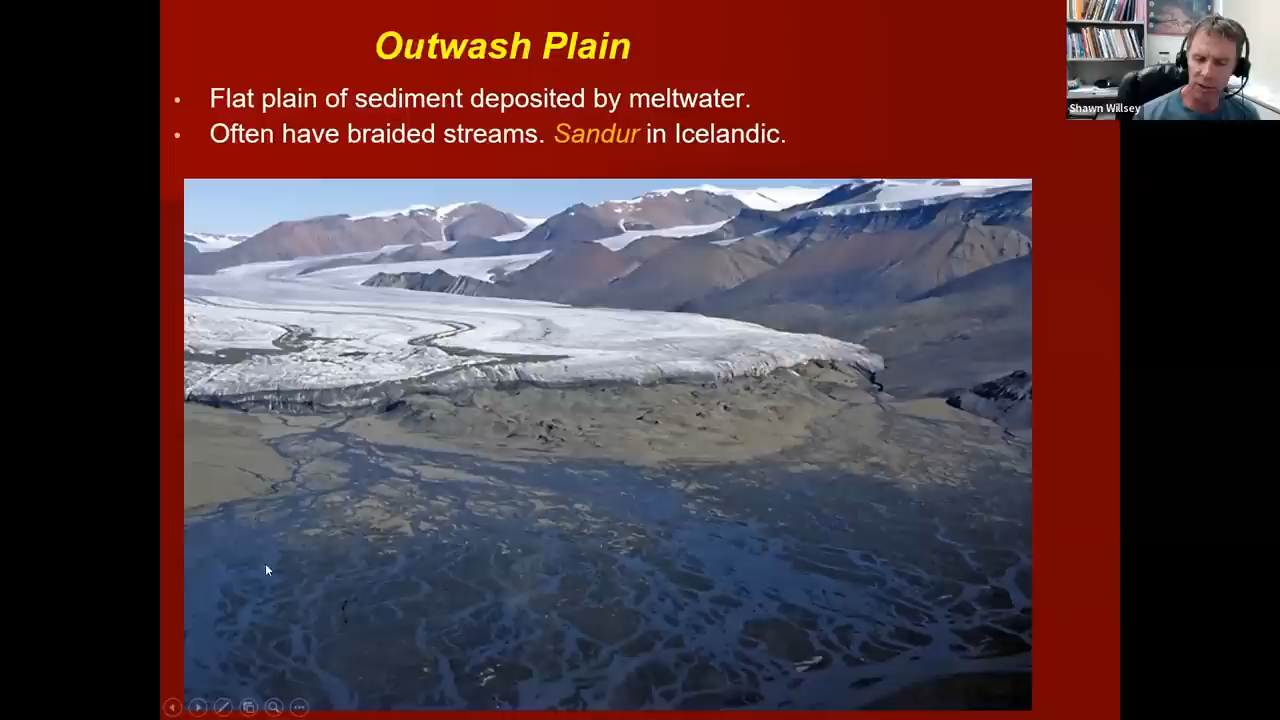 Outwash Plain
• Flat plain of sediment deposited by meltwater.
• Often have braided streams. Sandur in Icelandic.
Shawn Willsey